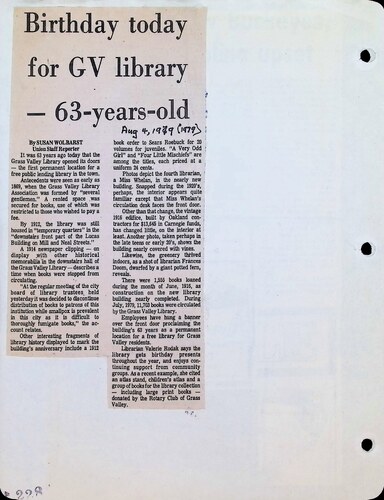 Birthday today
for GV library
— 63-years-old
Aug 4, 1979 (1979)
By SUSAN WOLBARST
Union Staff Reporter
It was 63 years ago today that the
Grass Valley Library opened its doors
— the first permanent location for a
free public lending library in the town.
Antecedents were seen as early as
1869, when the Grass Valley Library
Association was formed by "several
gentlemen." A rented space was
secured for books, use of which was
restricted to those who wished to pay a
fee.
By 1912, the library was still
housed in "temporary quarters" in the
"downstairs front part of the Lucas
Building on Mill and Neal Streets."
A 1914 newspaper clipping — on
display with other historical
memorabilia in the downstairs hall of
the Grass Valley Library — describes a
time when books were stopped from
circulating.
"At the regular meeting of the city
board of library trustees, held
yesterday it was decided to discontinue
distribution of books to patrons of this
institution while smallpox is prevalent
in this city as it is difficult to
thoroughly fumigate books," the ac-
count relates.
Other interesting fragments of
library history displayed to mark the
building's anniversary include a 1912
book order to Sears Roebuck for 20
volumes for juveniles. "A Very Odd
Girl" and "Four Little Mischiefs" are
among the titles, each priced at a
uniform 24 cents.
Photos depict the fourth librarian,
a Miss Whelan, in the nearly new
building. Snapped during the 1920's,
perhaps, the interior appears quite
familiar except that Miss Whelan's
circulation desk faces the front door.
Other than that change, the vintage
1916 edifice, built by Oakland con-
tractors for $11,645 in Carnegie funds,
has changed little, on the interior at
least. Another photo, taken perhaps in
the late teens or early 20's, shows the
building nearly covered with vines.
Likewise, the greenery thrived
indoors, as a shot of librarian Frances
Doom, dwarfed by a giant potted fern,
reveals.
There were 1,555 books loaned
during the month of June, 1916, as
construction on the new library
building nearly completed. During
July, 1979, 11,703 books were circulated
by the Grass Valley Library.
Employees have hung a banner
over the front door proclaiming the
building's 63 years as a permanent
location for a free library for Grass
Valley residents.
Librarian Valerie Rodak says the
library gets birthday presents
throughout the year, and enjoys con-
tinuing support from community
groups. As a recent example, she cited
an atlas stand, children's atlas and a
group of books for the library collection
— including large print books —
donated by the Rotary Club of Grass
Valley.